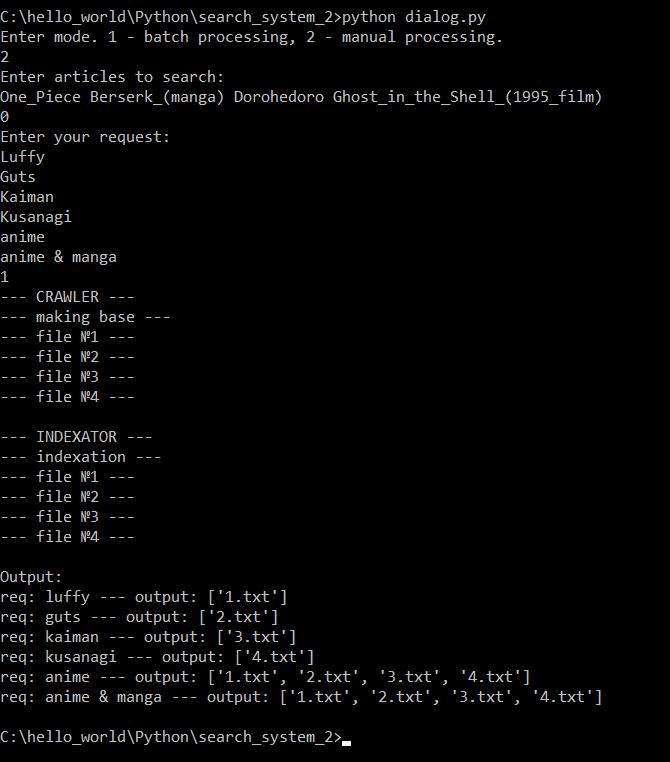 C:\hello_world\Python\search_system_2>python dialog.py
Enter mode. 1 - batch processing, 2 - manual processing.
2
Enter articles to search:
One_Piece Berserk_(manga) Dorohedoro Ghost_in_the_Shell_(1995_film)
0
Enter your request:
Luffy
Guts
Kaiman
Kusanagi
anime
anime & manga
1
--- CRAWLER ---
--- making base ---
--- file №1 ---
--- file №2 ---
--- file №3 ---
--- file №4 ---
--- INDEXATOR ---
--- indexation ---
--- file №1 ---
--- file №2 ---
--- file №3 ---
--- file №4 ---
Output:
req: luffy --- output: ['1.txt']
req: guts --- output: ['2.txt']
req: kaiman --- output: ['3.txt']
req: kusanagi --- output: ['4.txt']
req: anime --- output: ['1.txt', '2.txt', '3.txt', '4.txt']
req: anime & manga --- output: ['1.txt', '2.txt', '3.txt', '4.txt']
C:\hello_world\Python\search_system_2>